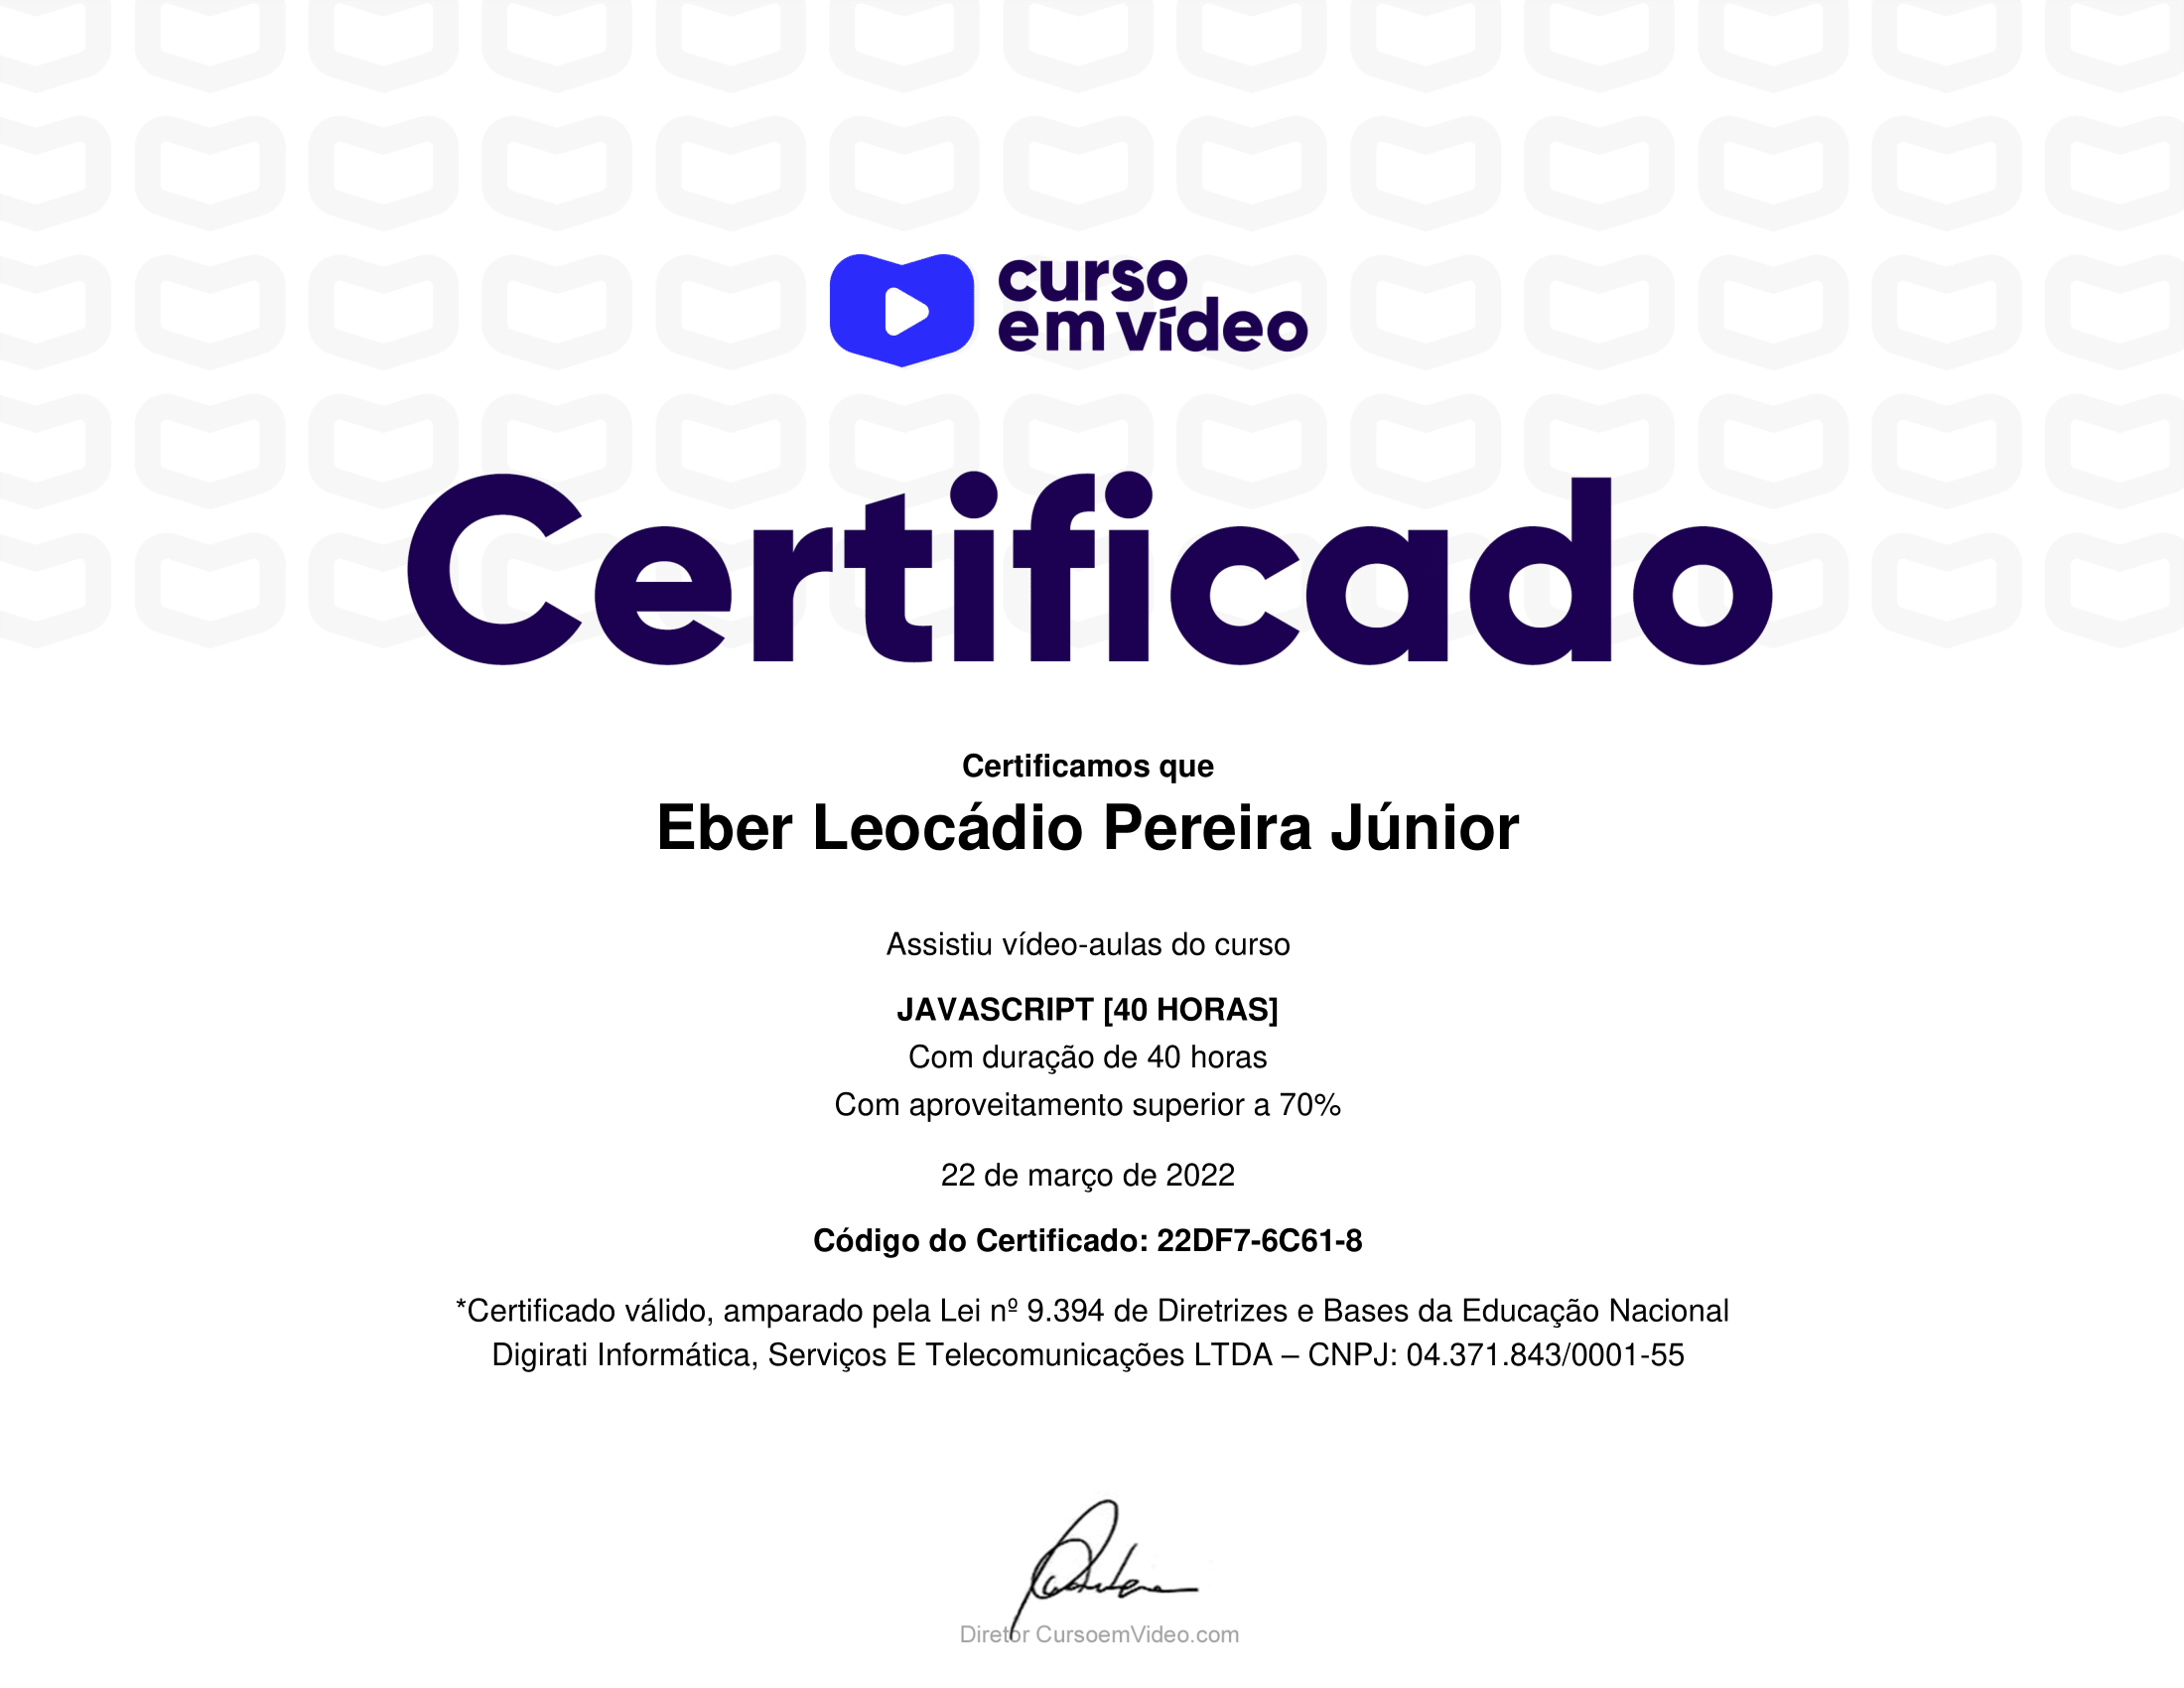 curso
em vídeo
Certificado
Certificamos que
Eber Leocádio Pereira Júnior
Assistiu vídeo-aulas do curso
JAVASCRIPT [40 HORAS]
Com duração de 40 horas
Com aproveitamento superior a 70%
22 de março de 2022
Código do Certificado: 22DF7-6C61-8
*Certificado válido, amparado pela Lei nº 9.394 de Diretrizes e Bases da Educação Nacional
Digirati Informática, Serviços E Telecomunicações LTDA – CNPJ: 04.371.843/0001-55
Diretor CursoemVideo.com